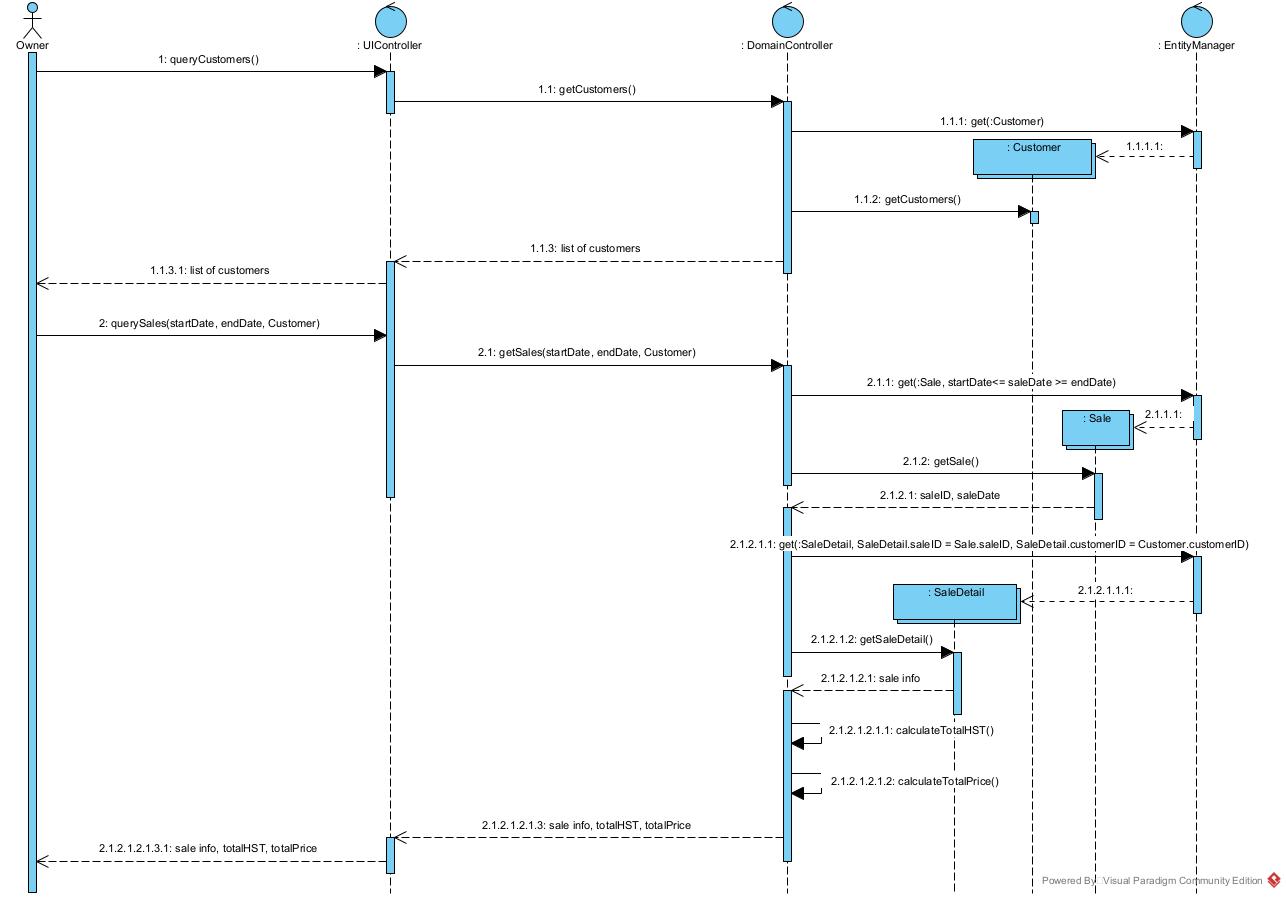 Owner
: UIController
: DomainController
: EntityManager
1: queryCustomers()
1.1: getCustomers()
1.1.1: get(:Customer)
: Customer
1.1.1.1:
1.1.2: getCustomers()
1.1.3: list of customers
1.1.3.1: list of customers
2: querySales(startDate, endDate, Customer)
2.1: getSales(startDate, endDate, Customer)
2.1.1: get(:Sale, startDate<= saleDate >= endDate)
: Sale
2.1.1.1:
2.1.2: getSale()
2.1.2.1: saleID, saleDate
2.1.2.1.1: get(:SaleDetail, SaleDetail.saleID = Sale.saleID, SaleDetail.customerID = Customer.customerID)
: SaleDetail
2.1.2.1.1.1:
2.1.2.1.2: getSaleDetail()
2.1.2.1.2.1: sale info
2.1.2.1.2.1.1: calculateTotalHST()
2.1.2.1.2.1.2: calculateTotalPrice()
2.1.2.1.2.1.3: sale info, totalHST, totalPrice
2.1.2.1.2.1.3.1: sale info, totalHST, totalPrice
Powered By Visual Paradigm Community Edition